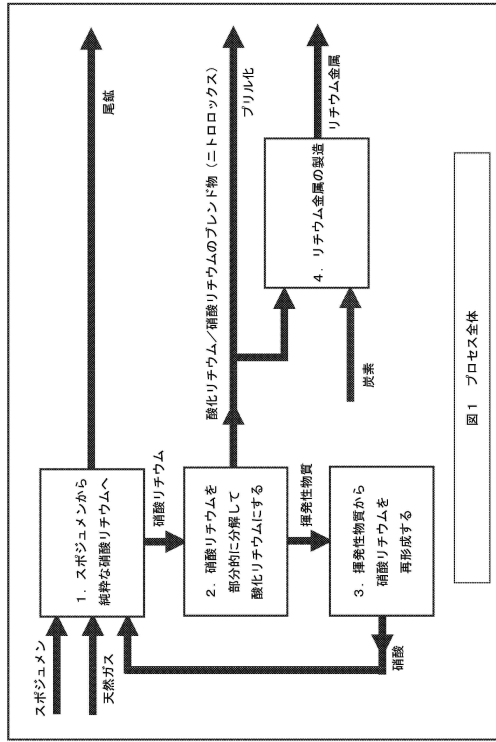 スポジュメン
天然ガス
1．スポジュメンから
純粋な硝酸リチウムへ
尾鉱
硝酸リチウム
2．硝酸リチウムを
部分的に分解して
酸化リチウムにする
酸化リチウム／硝酸リチウムのブレンド物（ニトロロックス）
プリル化
揮発性物質
3．揮発性物質から
硝酸リチウムを
再形成する
硝酸
炭素
4．リチウム金属の製造
リチウム金属
図1　プロセス全体